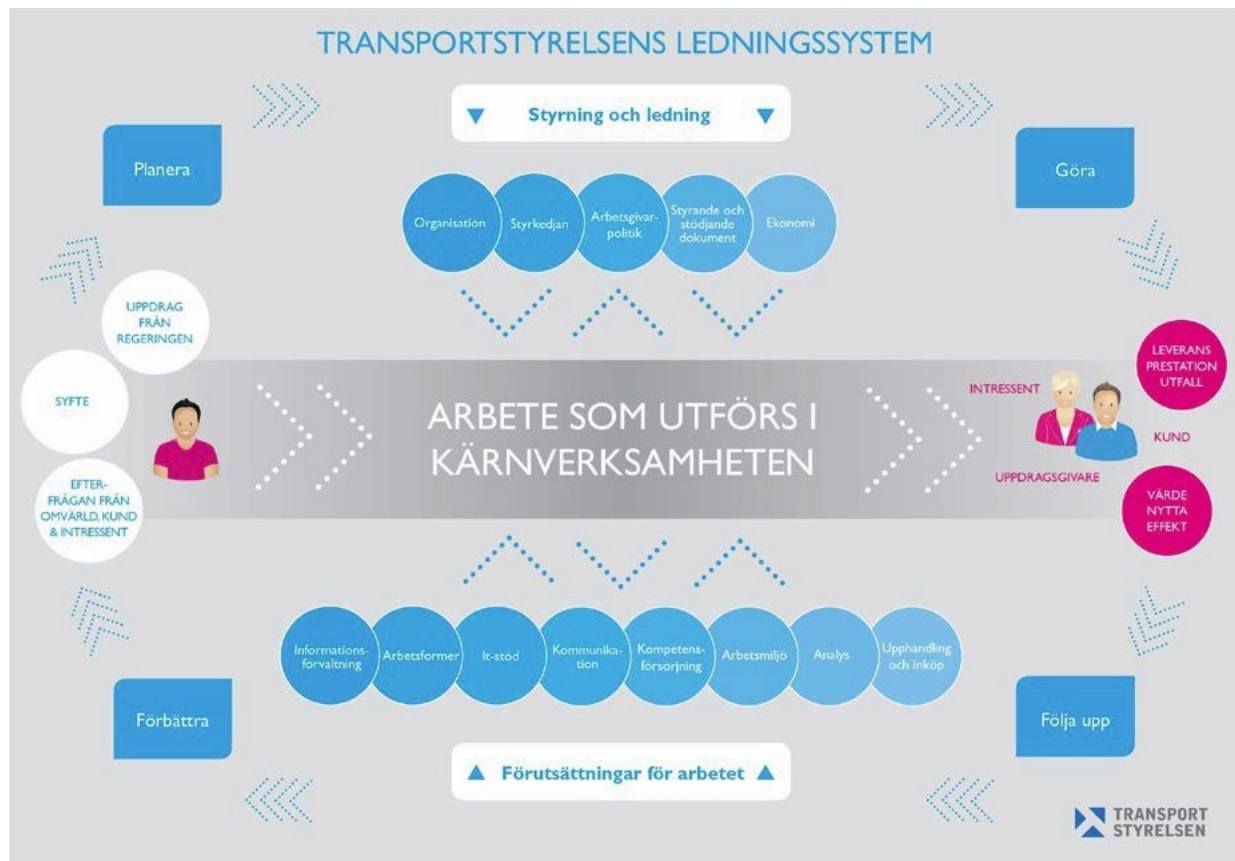 TRANSPORTSTYRELSENS LEDNINGSSYSTEM
Styrning och ledning
Planera
Göra
Organisation
Styrkedjan
Arbetsgivar-
politik
Styrande och
stödjande
dokument
Ekonomi
UPPDRAG
FRÅN
REGERINGEN
SYFTE
EFTER-
FRÅGAN FRÅN
OMVÄRLD, KUND
& INTRESSENT
ARBETE SOM UTFÖRS I
KÄRNVERKSAMHETEN
INTRESSENT
KUND
UPPDRAGSGIVARE
LEVERANS
PRESTATION
UTFALL
VÄRDE
NYTTA
EFFEKT
Informations-
förvaltning
Arbetsformer
It-stöd
Kommunika-
tion
Kompetens-
försörjning
Arbetsmiljö
Analys
Upphandling
och inköp
Förbättra
Följa upp
Förutsättningar för arbetet
TRANSPORT
STYRELSEN